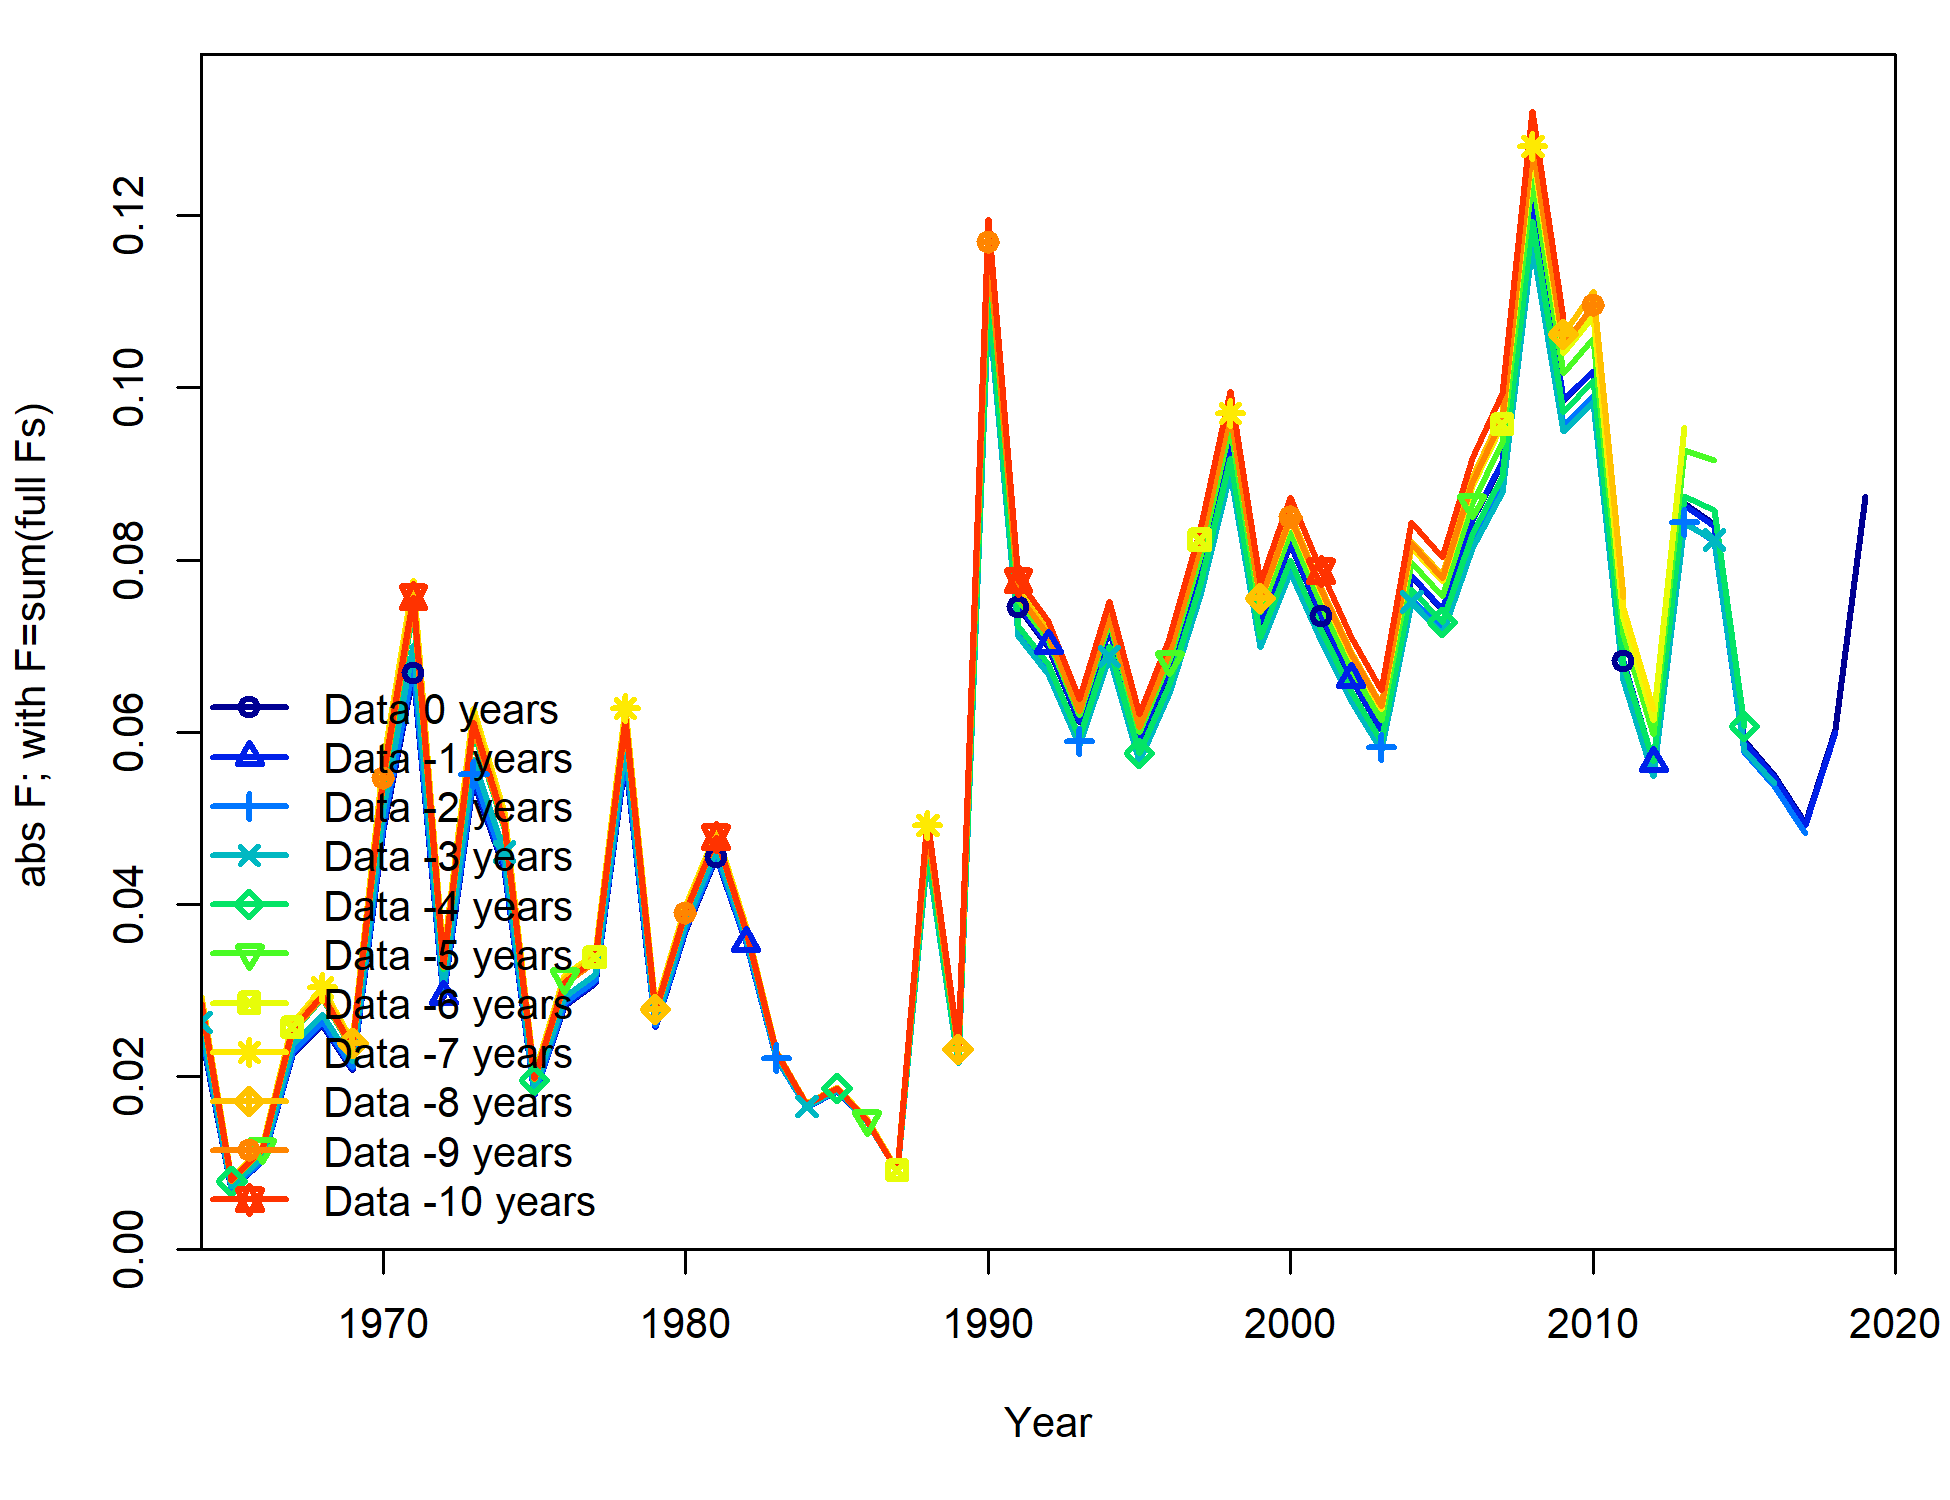 abs F; with F=sum(full Fs)
0.12
0.10
0.08
0.06
0.04
0.02
0.00
Data 0 years
Data -1 years
Data -2 years
Data -3 years
Data -4 years
Data -5 years
Data -6 years
Data -7 years
Data -8 years
Data -9 years
Data -10 years
1970 1980 1990 2000 2010 2020
Year